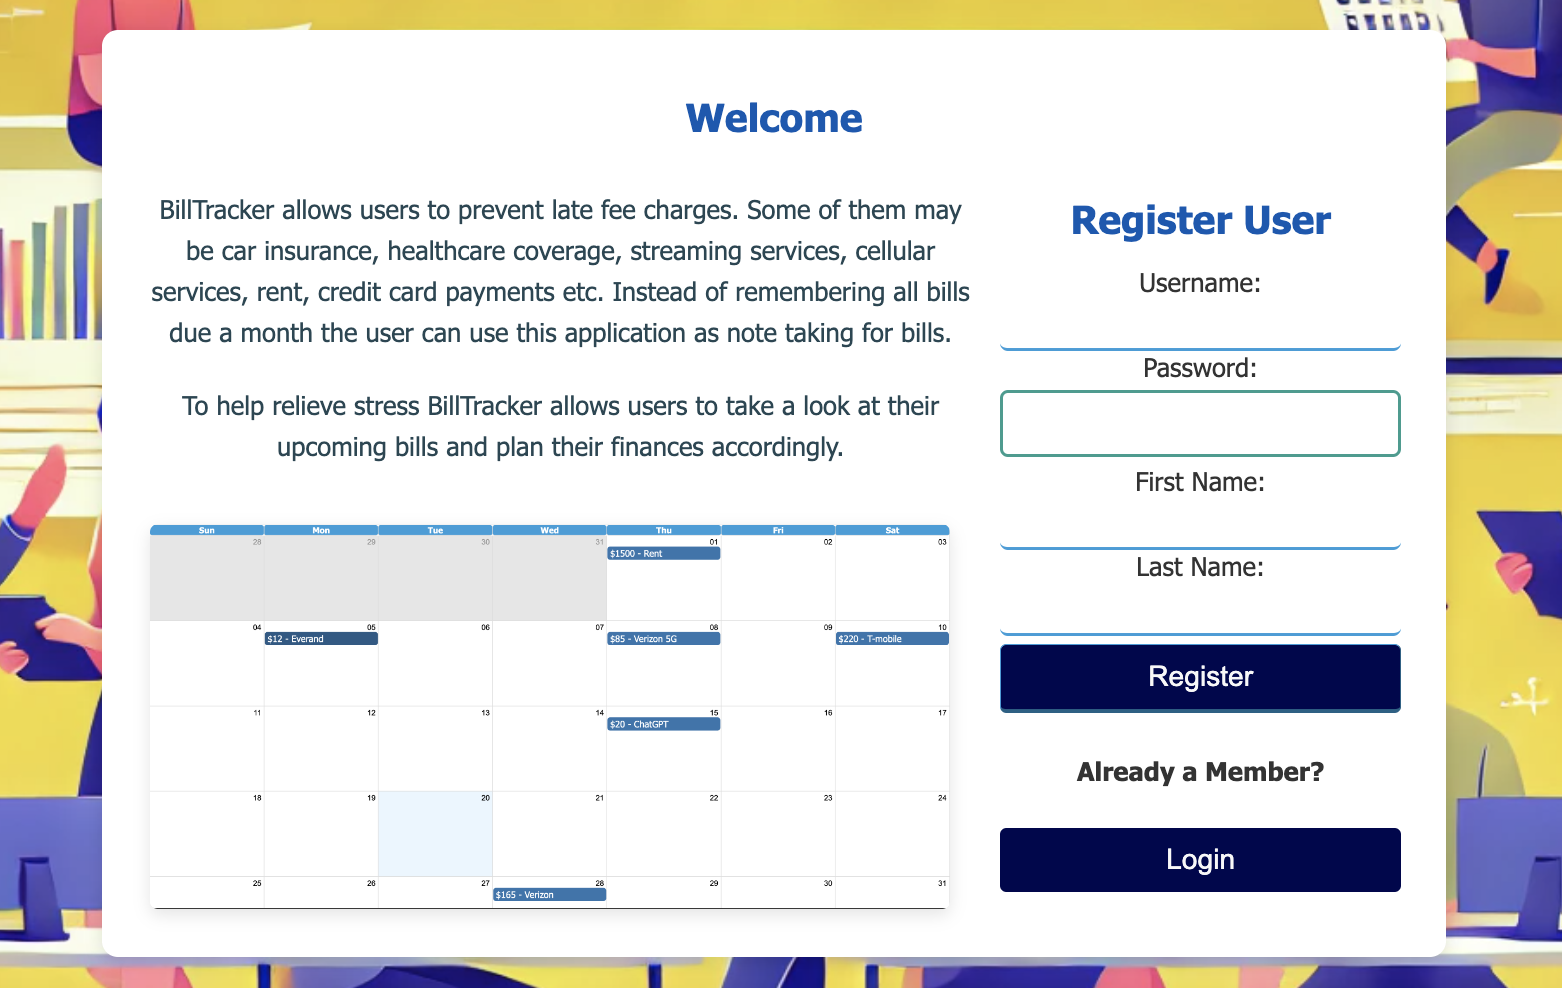 Welcome
BillTracker allows users to prevent late fee charges. Some of them may
be car insurance, healthcare coverage, streaming services, cellular
services, rent, credit card payments etc. Instead of remembering all bills
due a month the user can use this application as note taking for bills.
To help relieve stress BillTracker allows users to take a look at their
upcoming bills and plan their finances accordingly.
Sun Mon Tue Wed Thu Fri Sat
28 29 30 31 01 02 03
$1500 - Rent
04 05 06 07 08 09 10
$12 - Everand $85 - Verizon 5G $220 - T-mobile
11 12 13 14 15 16 17
$20 - ChatGPT
18 19 20 21 22 23 24
25 26 27 28 29 30 31
$165 - Verizon
Register User
Username:
Password:
First Name:
Last Name:
Register
Already a Member?
Login